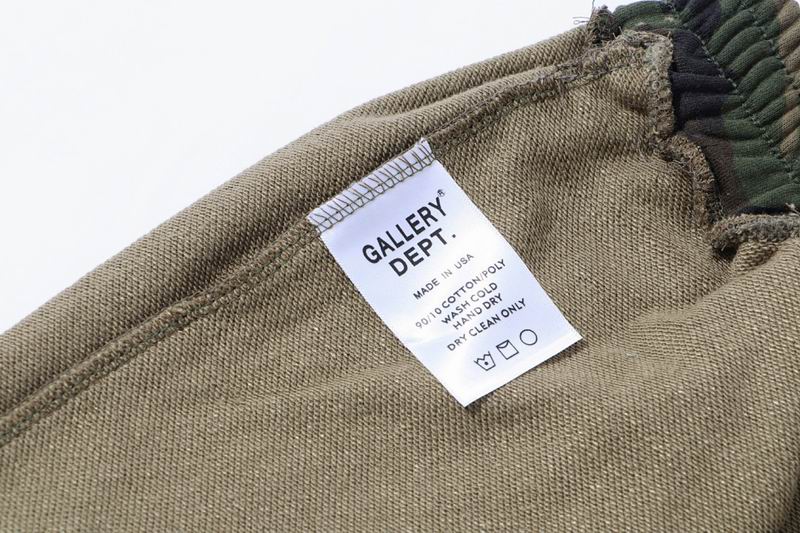 GALLERY®
DEPT.
MADE IN USA
90/10 COTTON/POLY
WASH COLD
HAND DRY
DRY CLEAN ONLY